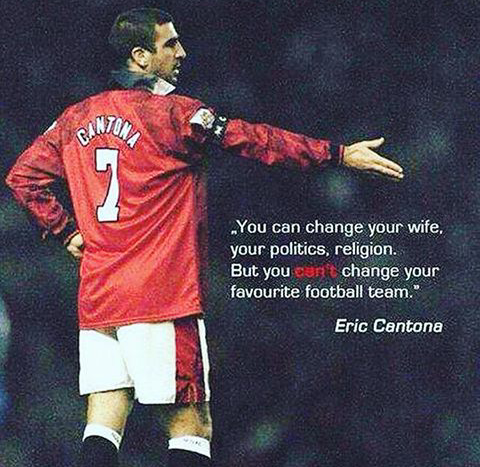 CANTONA
7
„You can change your wife,
your politics, religion.
But you can't change your
favourite football team.”
Eric Cantona